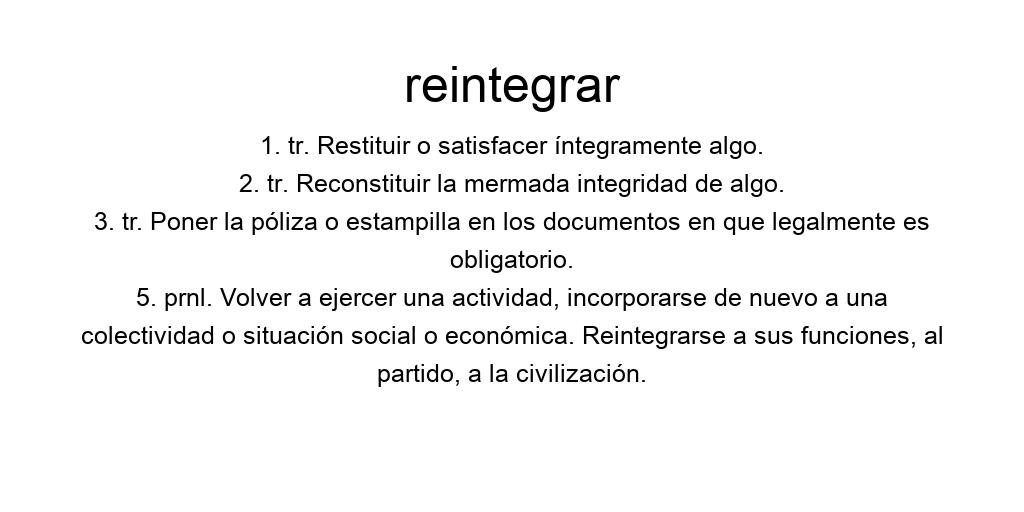 reintegrar
1. tr. Restituir o satisfacer íntegramente algo.
2. tr. Reconstituir la mermada integridad de algo.
3. tr. Poner la póliza o estampilla en los documentos en que legalmente es
obligatorio.
5. prnl. Volver a ejercer una actividad, incorporarse de nuevo a una
colectividad o situación social o económica. Reintegrarse a sus funciones, al
partido, a la civilización.